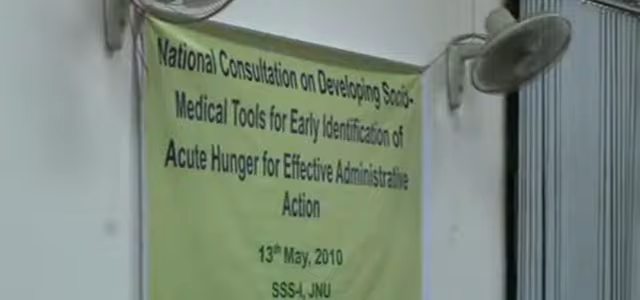 National Consultation on Developing Socio-
Medical Tools for Early Identification of
Acute Hunger for Effective Administrative
Action
13th May, 2010
SSS-I, JNU